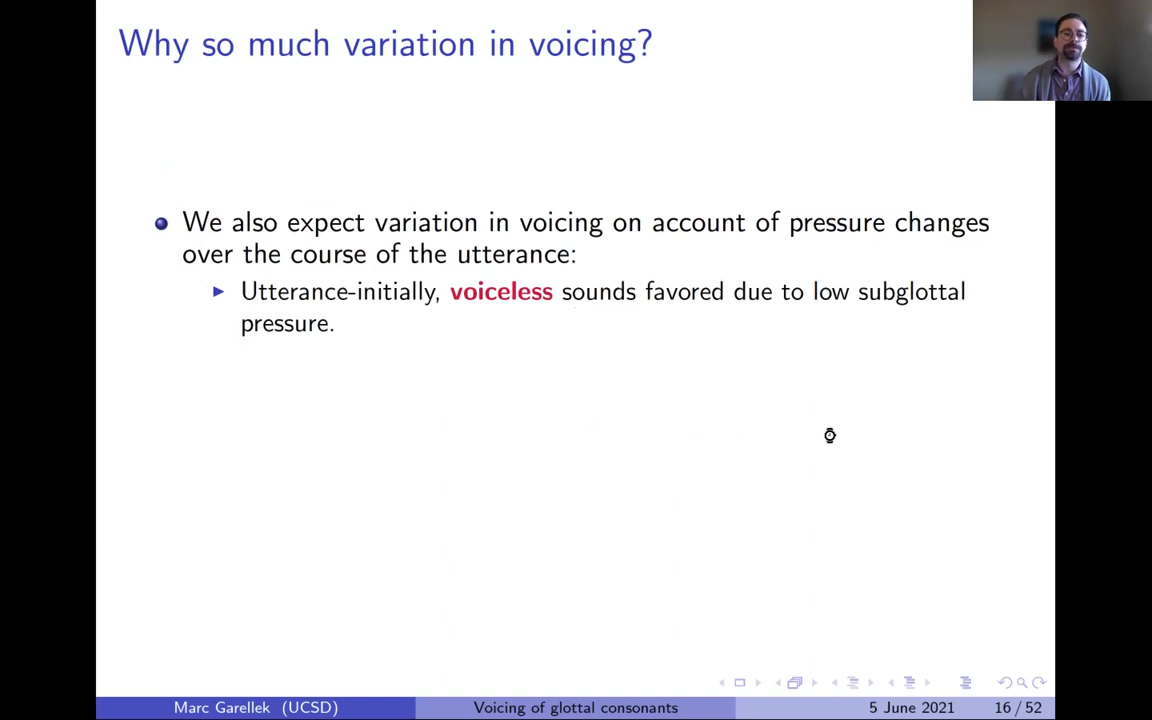 Why so much variation in voicing?
We also expect variation in voicing on account of pressure changes
over the course of the utterance:
Utterance-initially, voiceless sounds favored due to low subglottal
pressure.
Marc Garellek (UCSD)
Voicing of glottal consonants
5 June 2021
16 / 52